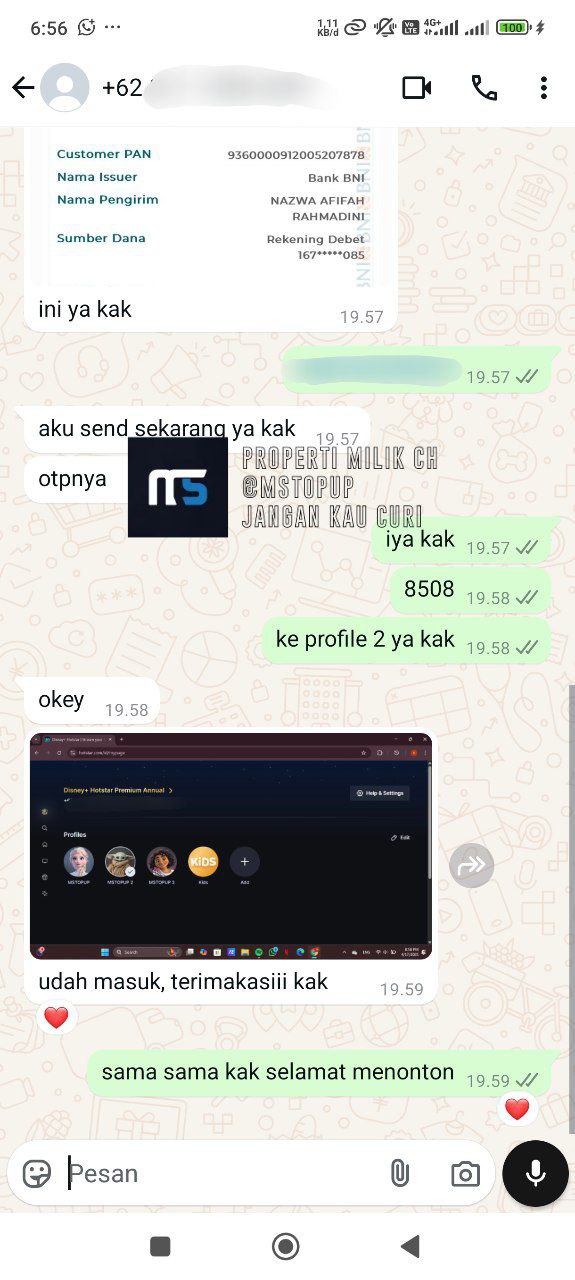 6:56
1,11
KB/d
Vo
LTE
4G+
100
+62
Customer PAN 9360000912005207878
Nama Issuer Bank BNI
Nama Pengirim NAZWA AFIFAH
RAHMADINI
Sumber Dana Rekening Debet
167*****085
BNI
ini ya kak 19.57
19.57
aku send sekarang ya kak 19.57
otpnya
ms
PROPERTI MILIK CH
@MSTOPUP
JANGAN KAU CURI
iya kak 19.57
8508 19.58
ke profile 2 ya kak 19.58
okey 19.58
Disney+ Hotstar Premium Annual
Help & Settings
Profiles
Edit
KiDS
MSTOPUP MSTOPUP 2 MSTOPUP 3 Kids Add
Search
udah masuk, terimakasiii kak 19.59
sama sama kak selamat menonton 19.59
Pesan